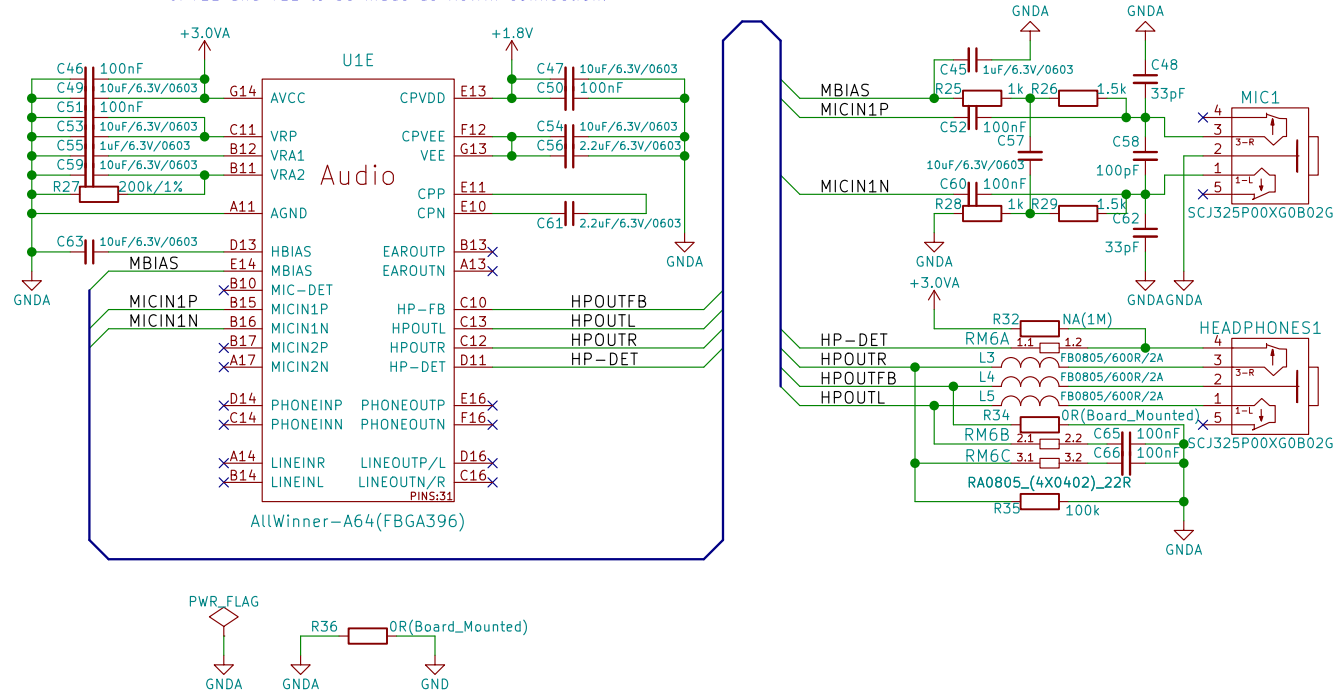 +3.0VA
+1.8V
U1E
C46 100nF
C49 10uF/6.3V/0603
C51 100nF
C53 10uF/6.3V/0603
C55 1uF/6.3V/0603
C59 10uF/6.3V/0603
R27 200k/1%
C63 10uF/6.3V/0603
MBIAS
MICIN1P
MICIN1N
GNDA
G14 AVCC
C11 VRP
B12 VRA1
B11 VRA2
A11 AGND
D13 HBIAS
E14 MBIAS
B10 MIC-DET
B15 MICIN1P
B16 MICIN1N
B17 MICIN2P
A17 MICIN2N
D14 PHONEINP
C14 PHONEINN
A14 LINEINR
B14 LINEINL
Audio
CPVDD E13
CPVEE F12
VEE G13
CPP E11
CPN E10
EAROUTP B13
EAROUTN A13
HP-FB C10
HPOUTL C13
HPOUTR C12
HP-DET D11
PHONEOUTP E16
PHONEOUTN F16
LINEOUTP/L D16
LINEOUTN/R C16
PINS:31
AllWinner-A64(FBGA396)
C47 10uF/6.3V/0603
C50 100nF
C54 10uF/6.3V/0603
C56 2.2uF/6.3V/0603
C61 2.2uF/6.3V/0603
GNDA
HPOUTFB
HPOUTL
HPOUTR
HP-DET
GNDA
GNDA
C45 1uF/6.3V/0603
C48
33pF
MBIAS
R25 1k
R26 1.5k
MICIN1P
C52 100nF
C57
10uF/6.3V/0603
C58
100pF
MICIN1N
C60 100nF
R28 1k
R29 1.5k
C62
33pF
GNDA
GNDA
GNDA
MIC1
4
3
2
1
5
3-R
1-L
SCJ325P00XG0B02G
+3.0VA
R32 NA(1M)
HP-DET
RM6A 1.1 1.2
HPOUTR
L3 FB0805/600R/2A
HPOUTFB
L4 FB0805/600R/2A
HPOUTL
L5 FB0805/600R/2A
R34 0R(Board_Mounted)
RM6B 2.1 2.2
C65 100nF
RM6C 3.1 3.2
C66 100nF
RA0805_(4X0402)_22R
R35 100k
GNDA
HEADPHONES1
4
3
2
1
5
3-R
1-L
SCJ325P00XG0B02G
PWR_FLAG
GNDA
R36 0R(Board_Mounted)
GNDA
GND